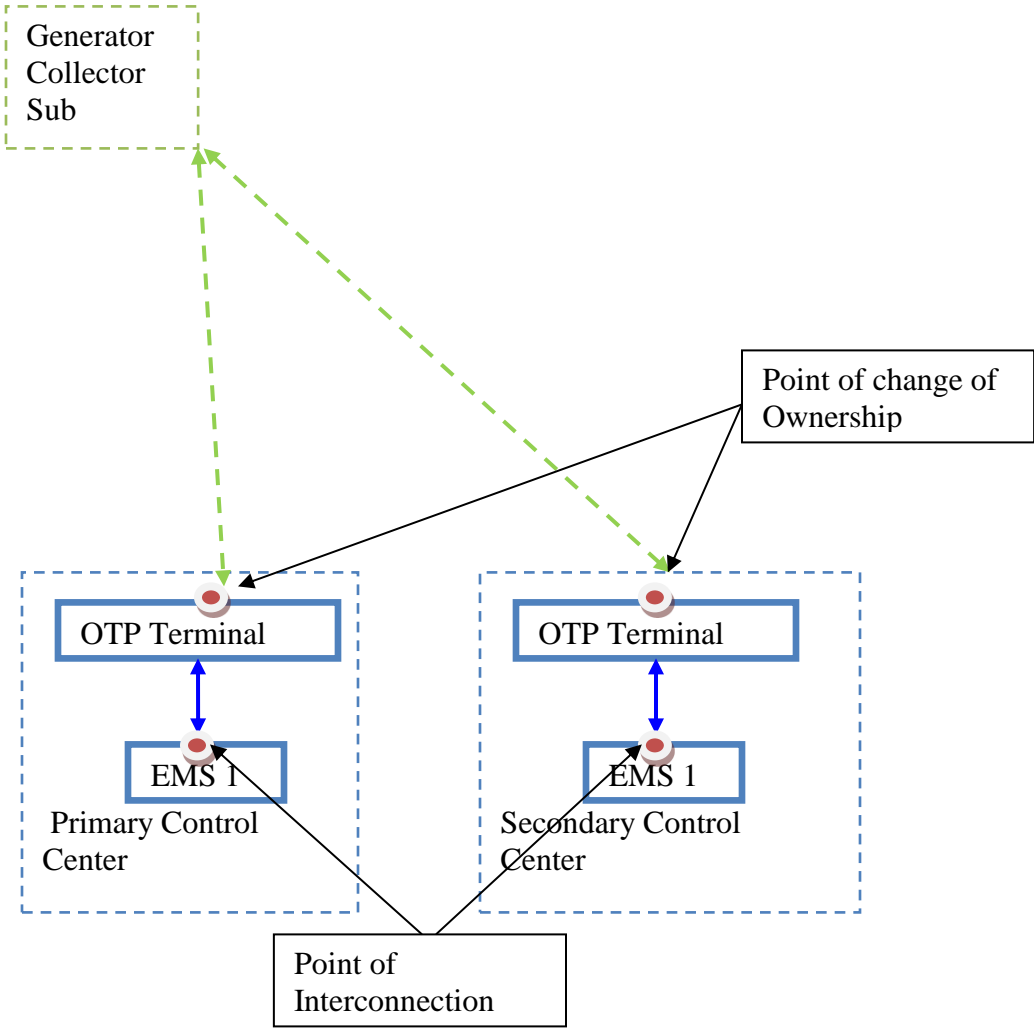 Generator
Collector
Sub
Point of change of
Ownership
OTP Terminal
OTP Terminal
EMS 1
EMS 1
Primary Control
Center
Secondary Control
Center
Point of
Interconnection